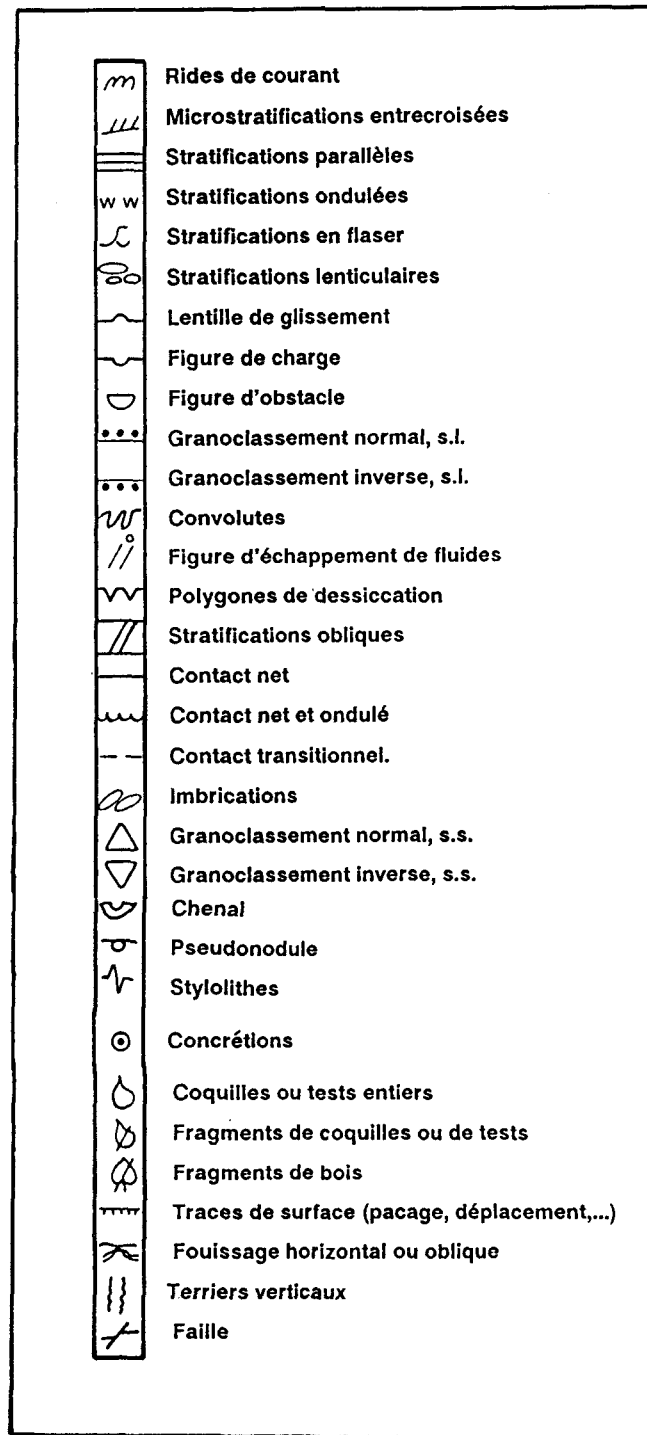 Rides de courant
Microstratifications entrecroisées
Stratifications parallèles
w w Stratifications ondulées
Stratifications en flaser
Stratifications lenticulaires
Lentille de glissement
Figure de charge
Figure d'obstacle
Granoclassement normal, s.l.
Granoclassement inverse, s.l.
Convolutes
Figure d'échappement de fluides
Polygones de dessiccation
Stratifications obliques
Contact net
Contact net et ondulé
Contact transitionnel.
Imbrications
Granoclassement normal, s.s.
Granoclassement inverse, s.s.
Chenal
Pseudonodule
Stylolithes
Concrétions
Coquilles ou tests entiers
Fragments de coquilles ou de tests
Fragments de bois
Traces de surface (pacage, déplacement,...)
Fouissage horizontal ou oblique
Terriers verticaux
Faille